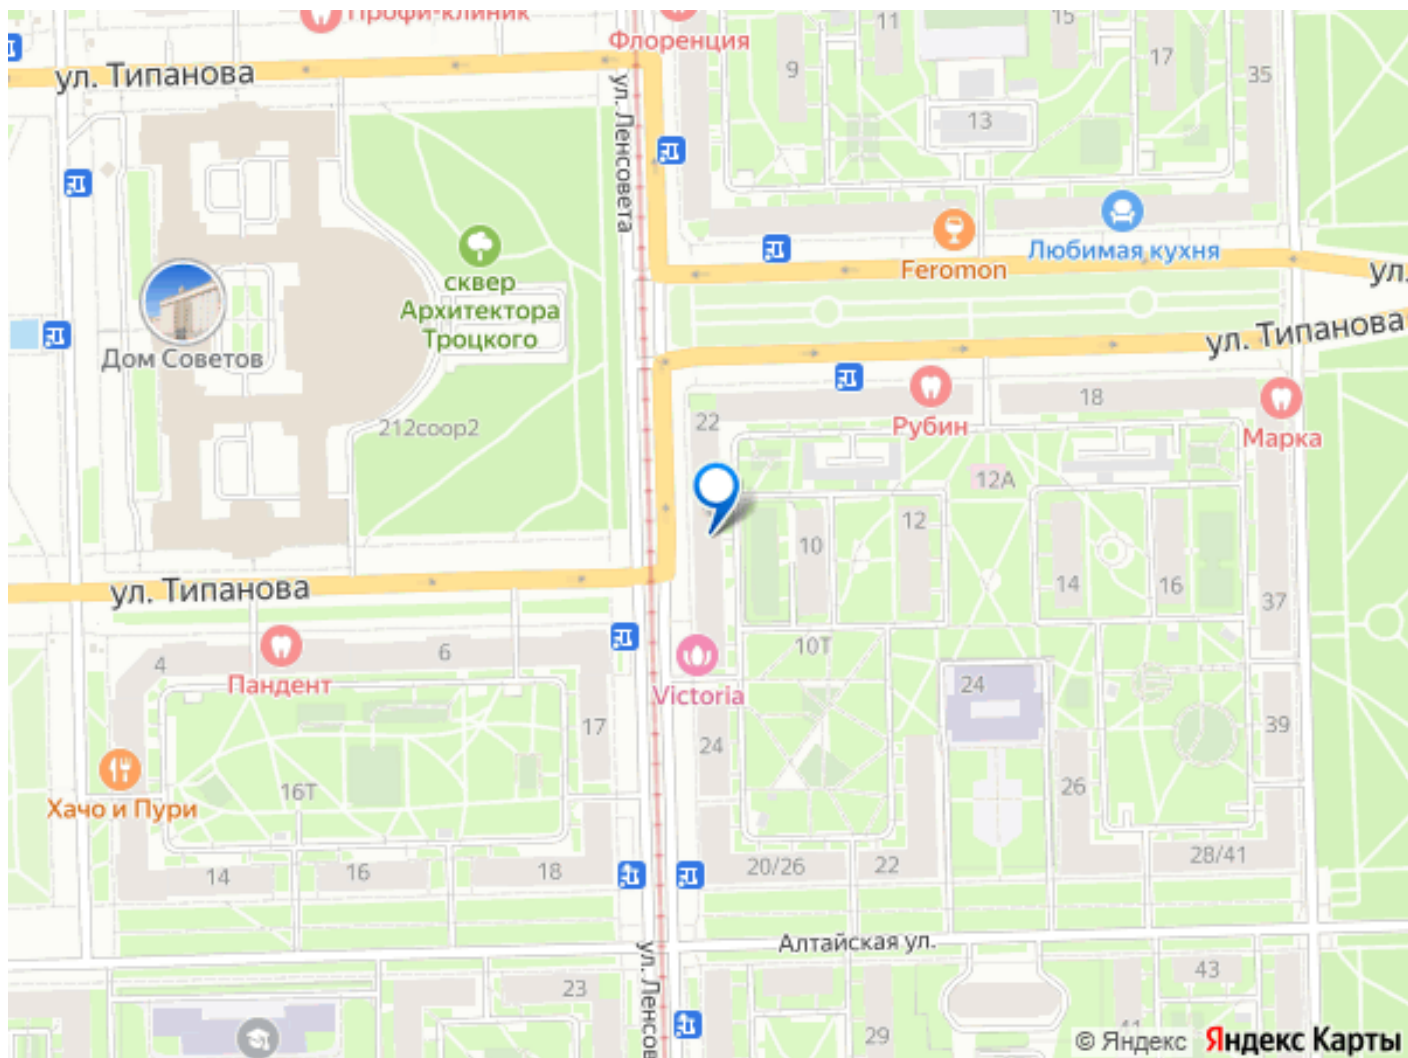 Профи-клиник
Флоренция
11
15
17
35
9
13
ул. Типанова
ул. Ленсовета
Любимая кухня
Feromon
ул.
сквер
Архитектора
Троцкого
Дом Советов
ул. Типанова
212соор2
22
Рубин
18
Марка
12А
12
10
14
16
37
ул. Типанова
4
6
Пандент
10Т
Victoria
24
24
17
39
26
Хачо и Пури
16Т
14
16
18
20/26
22
28/41
Алтайская ул.
ул. Ленсов
23
43
29
41
© Яндекс
Яндекс Карты